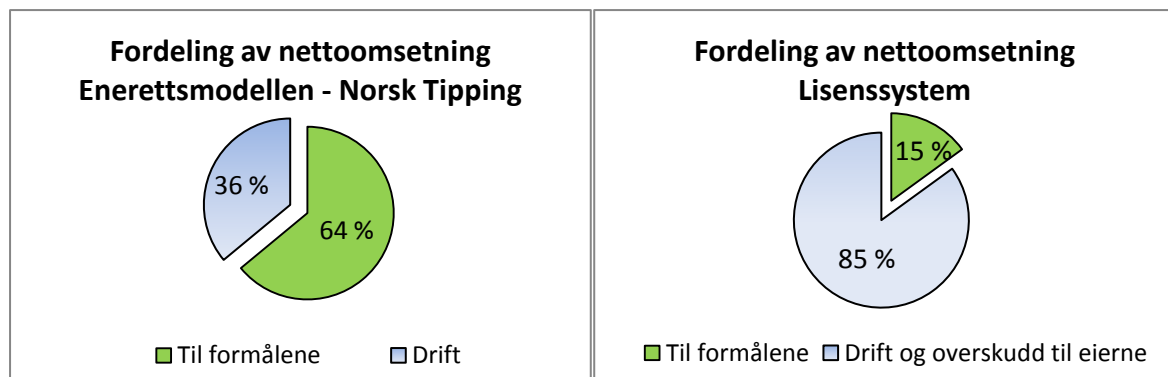 Fordeling av nettoomsetning
Enerettsmodellen - Norsk Tipping
36 %
64 %
Til formålene
Drift
Fordeling av nettoomsetning
Lisenssystem
15 %
85 %
Til formålene
Drift og overskudd til eierne